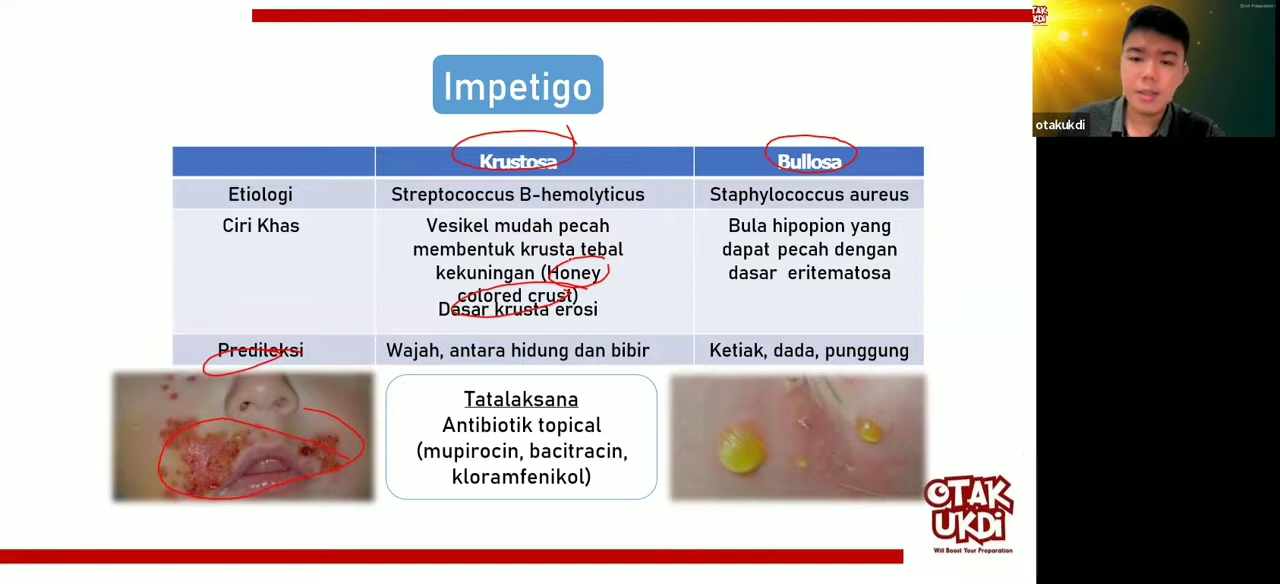 Impetigo
Krustosa
Bullosa
Etiologi
Streptococcus B-hemolyticus
Staphylococcus aureus
Ciri Khas
Vesikel mudah pecah
membentuk krusta tebal
kekuningan (Honey
colored crust)
Dasar krusta erosi
Bula hipopion yang
dapat pecah dengan
dasar eritematosa
Predileksi
Wajah, antara hidung dan bibir
Ketiak, dada, punggung
Tatalaksana
Antibiotik topical
(mupirocin, bacitracin,
kloramfenikol)
OTAK
UKDi
Will Boost Your Preparation
OTAK
UKDi
otakukdi